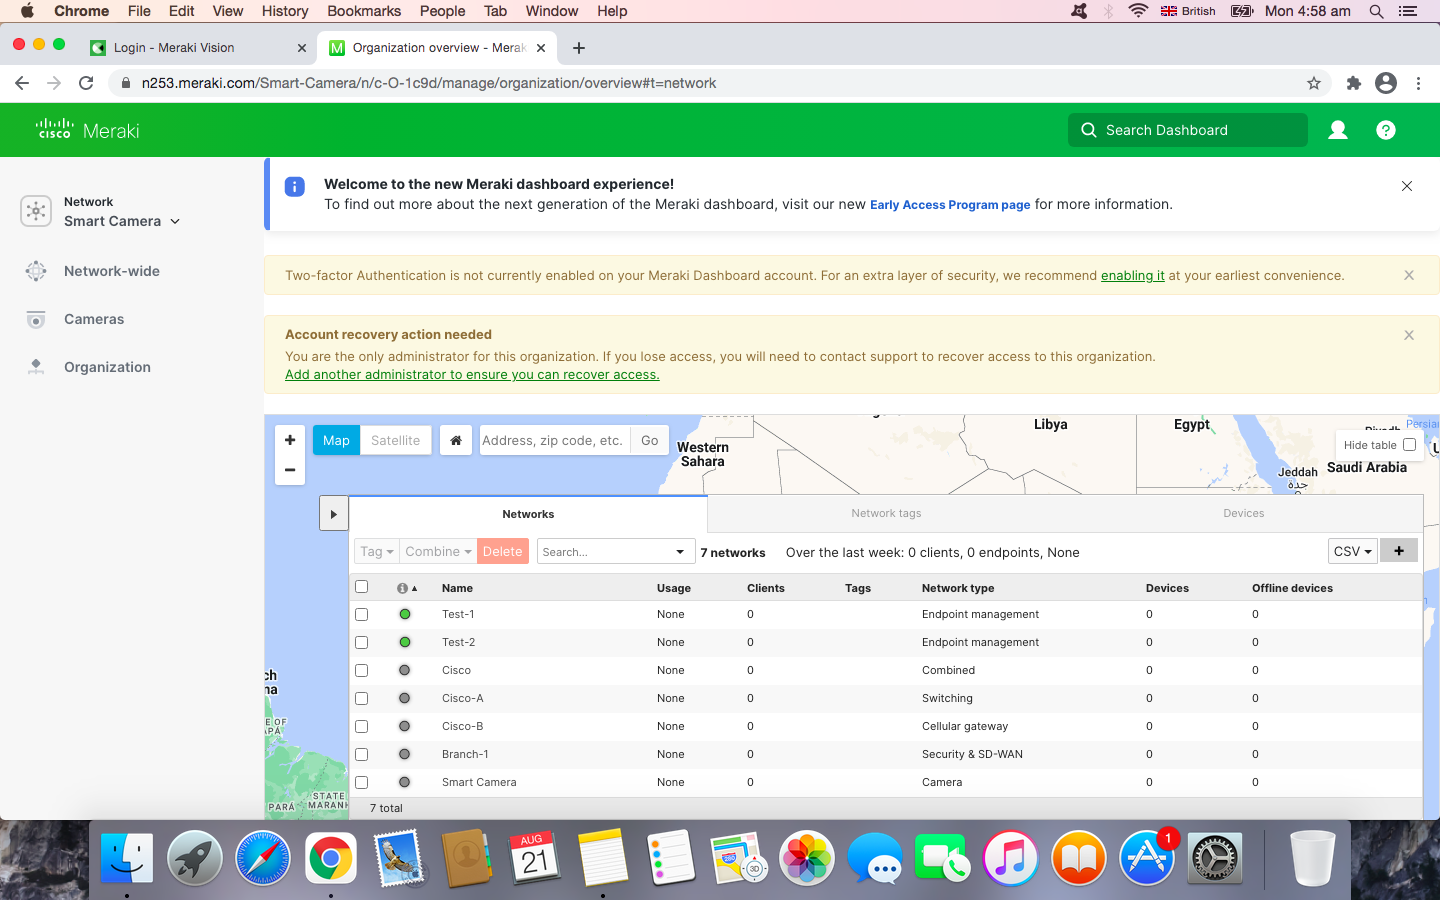 Chrome File Edit View History Bookmarks People Tab Window Help British Mon 4:58 am
Login - Meraki Vision Organization overview - Merak
n253.meraki.com/Smart-Camera/n/c-O-1c9d/manage/organization/overview#t=network
cisco Meraki Search Dashboard
Network
Smart Camera
Network-wide
Cameras
Organization
Welcome to the new Meraki dashboard experience!
To find out more about the next generation of the Meraki dashboard, visit our new Early Access Program page for more information.
Two-factor Authentication is not currently enabled on your Meraki Dashboard account. For an extra layer of security, we recommend enabling it at your earliest convenience.
Account recovery action needed
You are the only administrator for this organization. If you lose access, you will need to contact support to recover access to this organization.
Add another administrator to ensure you can recover access.
Map Satellite Address, zip code, etc. Go
Western
Sahara
Libya
Egypt
Persian
Hide table
Jeddah
جدة
Saudi Arabia
Networks Network tags Devices
Tag Combine Delete Search... 7 networks Over the last week: 0 clients, 0 endpoints, None CSV +
Name Usage Clients Tags Network type Devices Offline devices
Test-1 None 0 Endpoint management 0 0
Test-2 None 0 Endpoint management 0 0
Cisco None 0 Combined 0 0
Cisco-A None 0 Switching 0 0
Cisco-B None 0 Cellular gateway 0 0
Branch-1 None 0 Security & SD-WAN 0 0
Smart Camera None 0 Camera 0 0
7 total
ch
na
E OF
APÁ
PARÁ
STATE
MARANH
AUG
21
280
3D
1